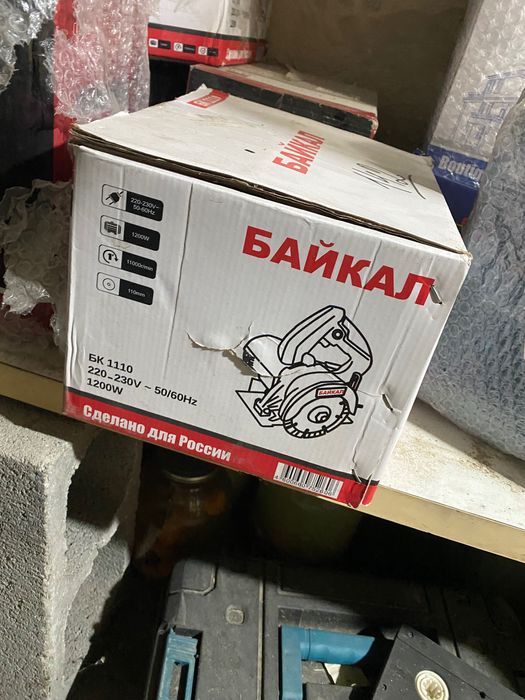 БАЙКАЛ
220-230V~
50-60Hz
1200W
11000r/min
110mm
БАЙКАЛ
БАЙКАЛ
БК 1110
220-230V ~ 50/60Hz
1200W
Сделано для России